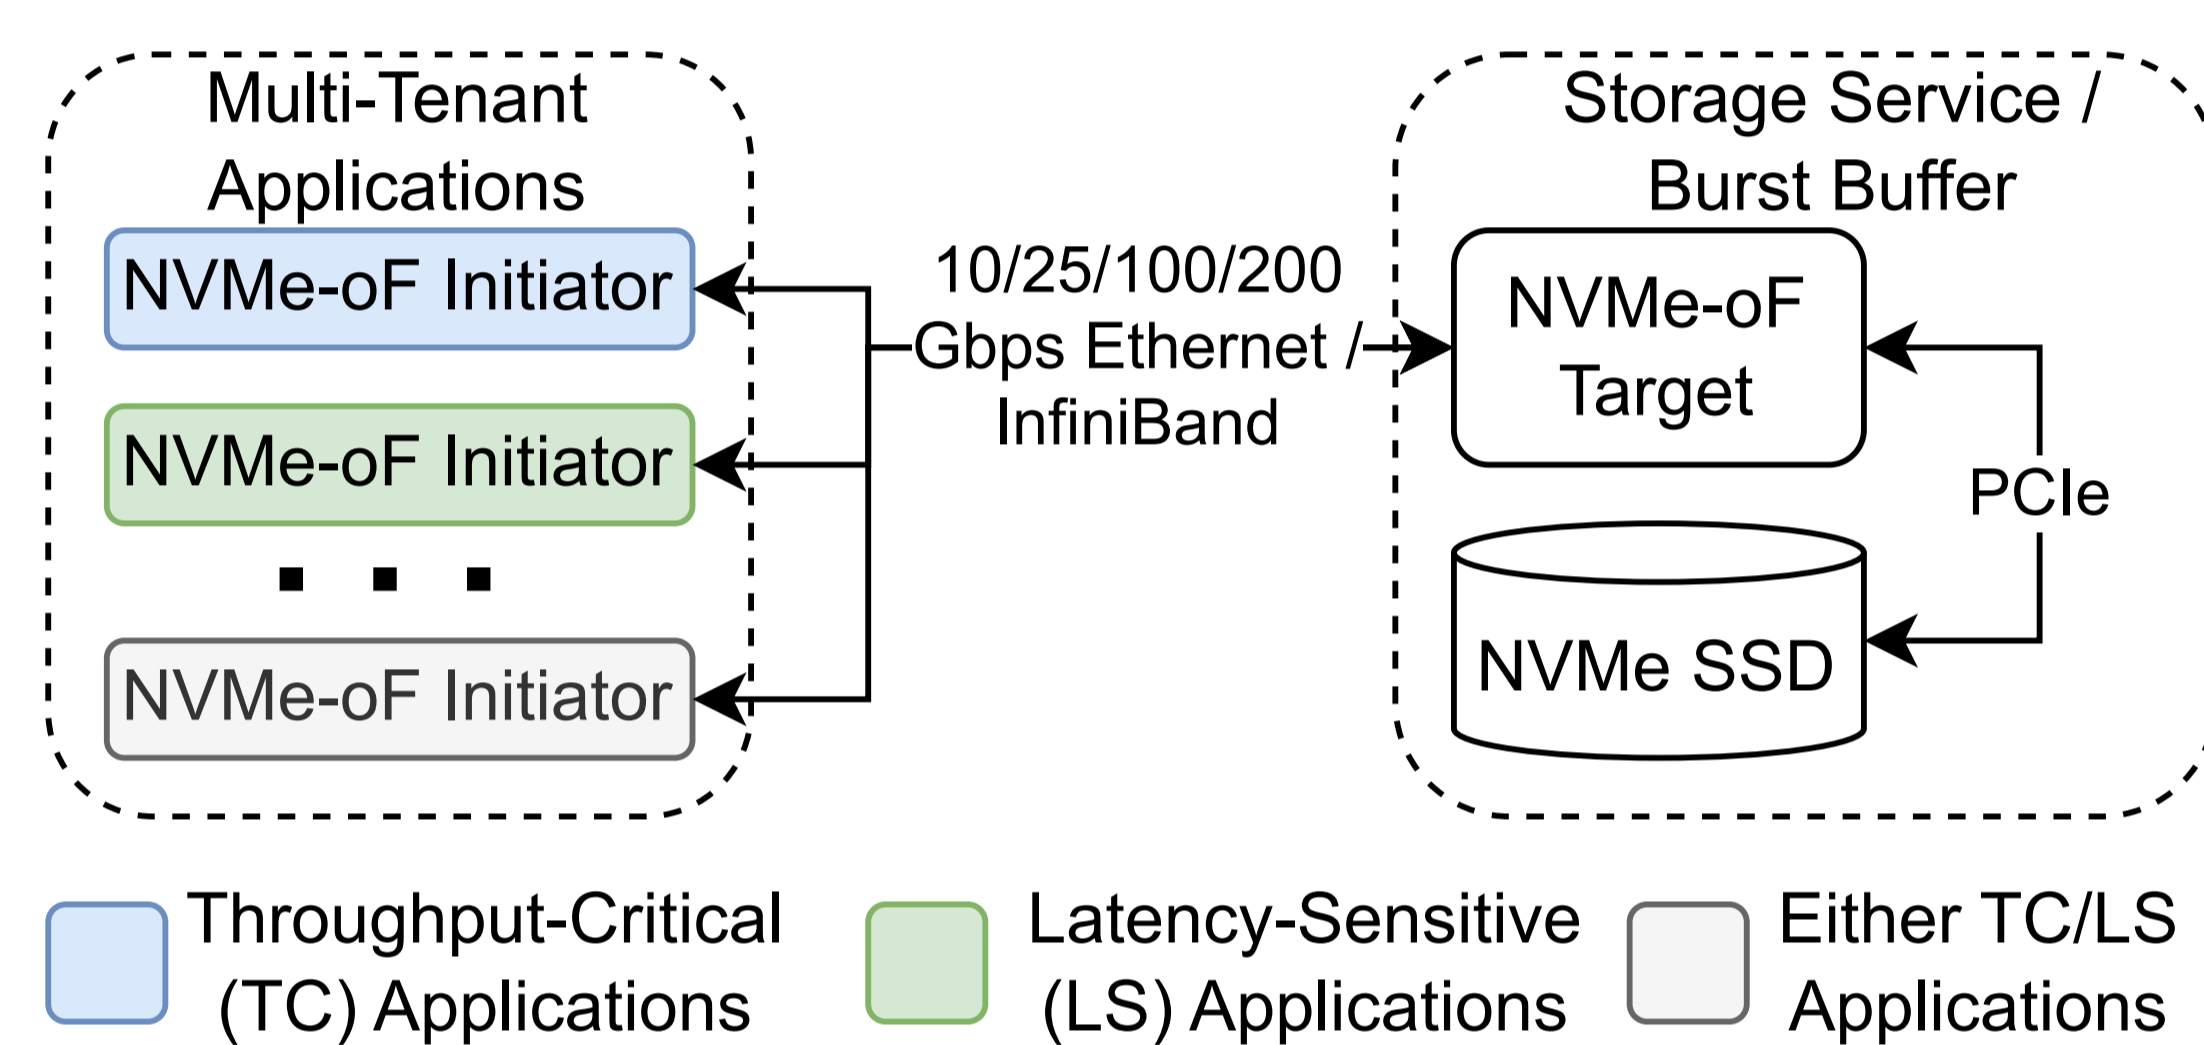 Multi-Tenant
Applications
NVMe-oF Initiator
NVMe-oF Initiator
NVMe-oF Initiator
10/25/100/200
Gbps Ethernet /
InfiniBand
Storage Service /
Burst Buffer
NVMe-oF
Target
PCIe
NVMe SSD
Throughput-Critical
(TC) Applications
Latency-Sensitive
(LS) Applications
Either TC/LS
Applications